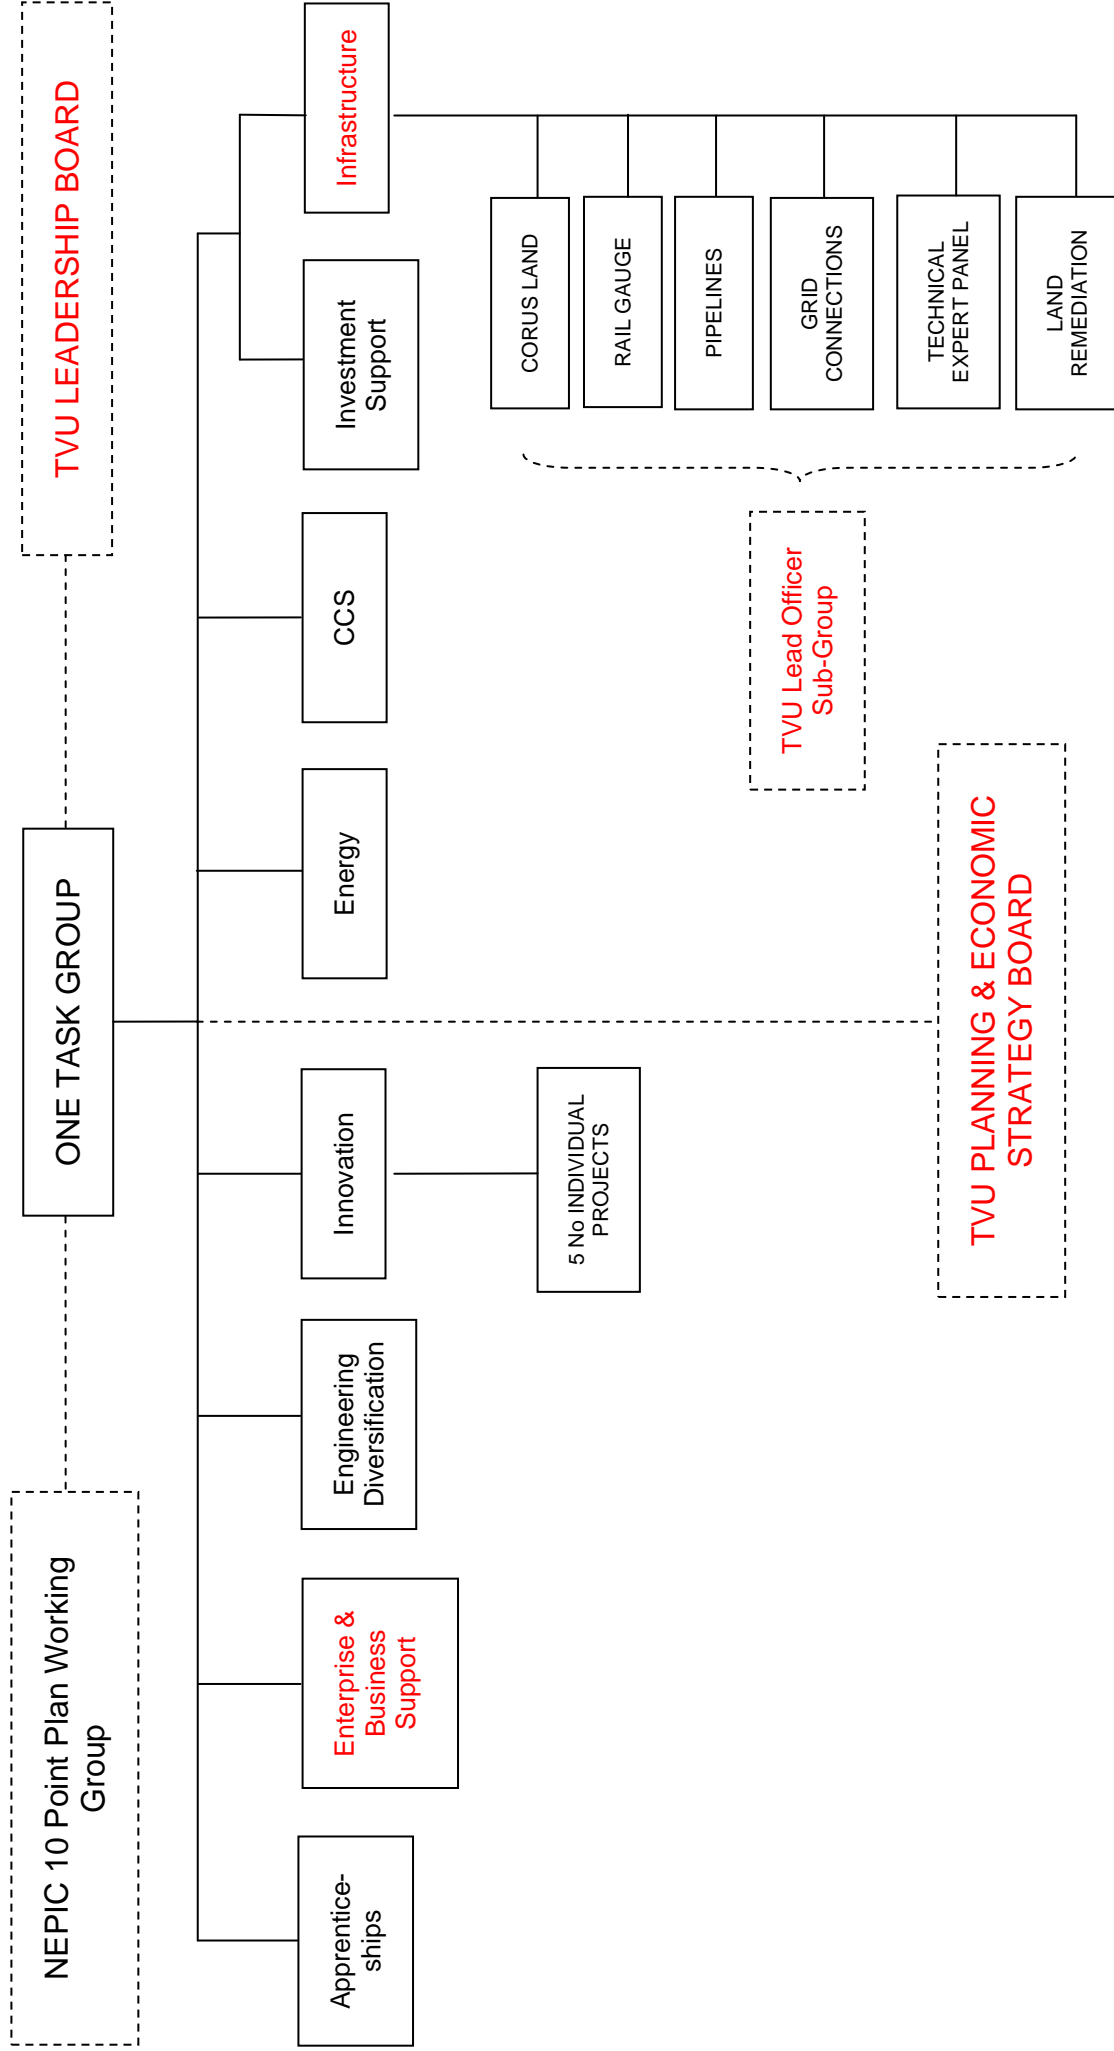 NEPIC 10 Point Plan Working
Group
ONE TASK GROUP
TVU LEADERSHIP BOARD
Apprentice-
ships
Enterprise &
Business
Support
Engineering
Diversification
Innovation
Energy
CCS
Investment
Support
Infrastructure
5 No INDIVIDUAL
PROJECTS
CORUS LAND
RAIL GAUGE
PIPELINES
GRID
CONNECTIONS
TECHNICAL
EXPERT PANEL
LAND
REMEDIATION
TVU Lead Officer
Sub-Group
TVU PLANNING & ECONOMIC
STRATEGY BOARD